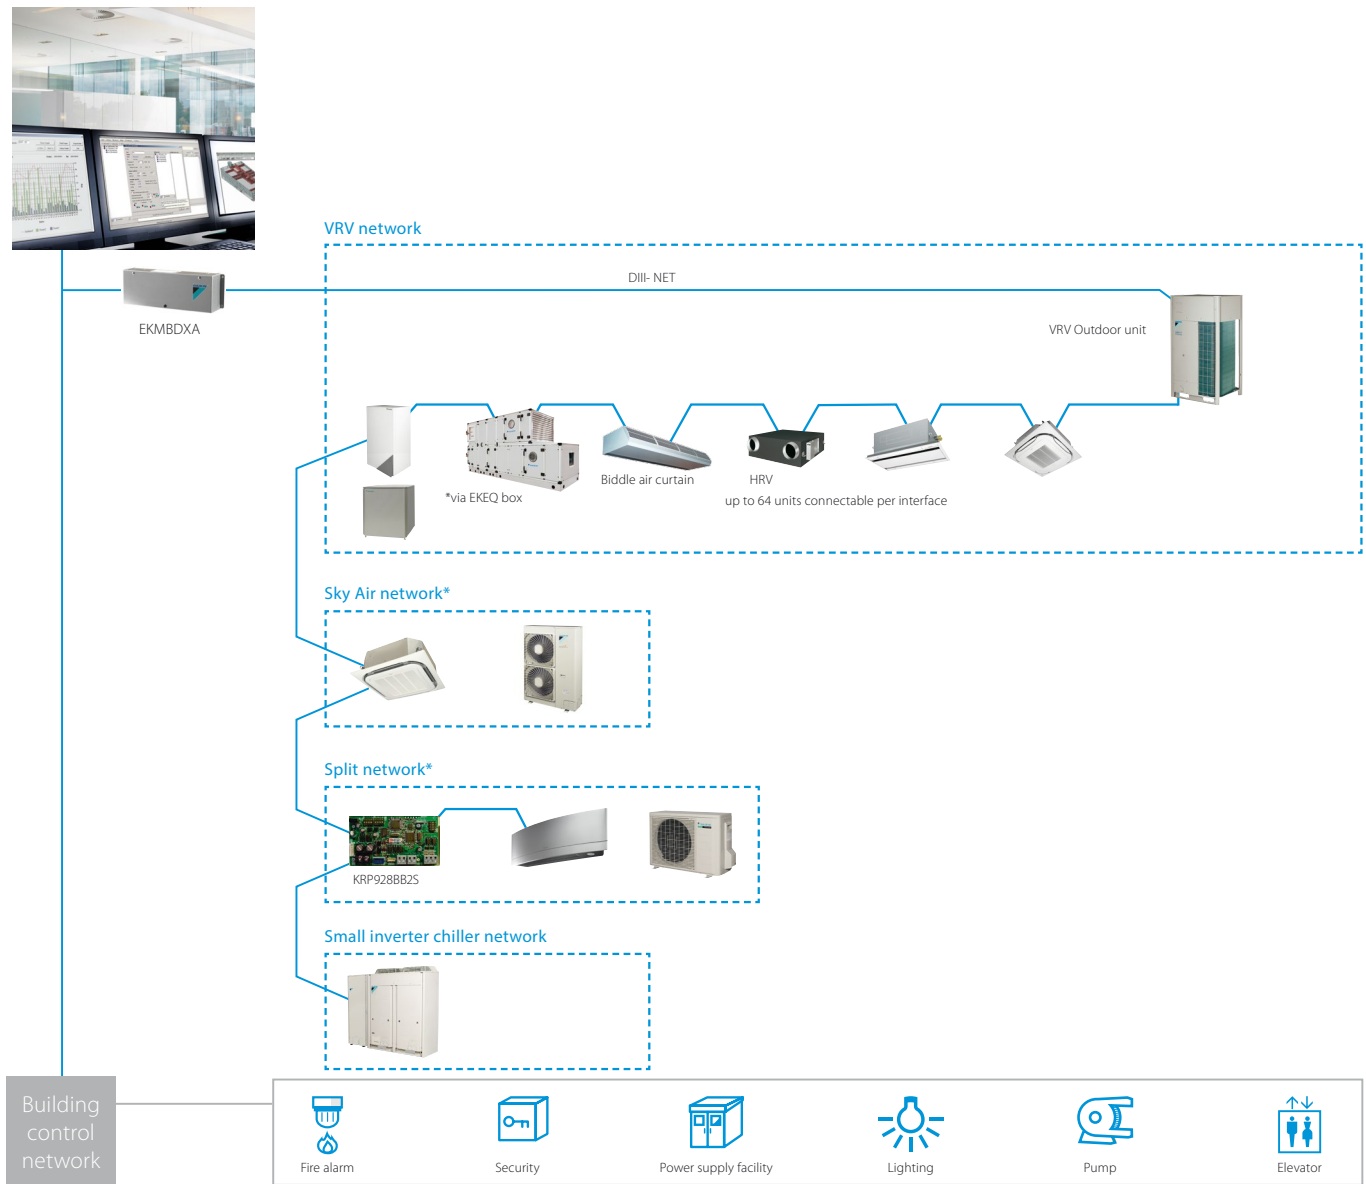 VRV network
DIII- NET
EKMBDXA
VRV Outdoor unit
Biddle air curtain
HRV
*via EKEQ box
up to 64 units connectable per interface
Sky Air network*
Split network*
KRP928BB2S
Small inverter chiller network
Building
control
network
Fire alarm
Security
Power supply facility
Lighting
Pump
Elevator